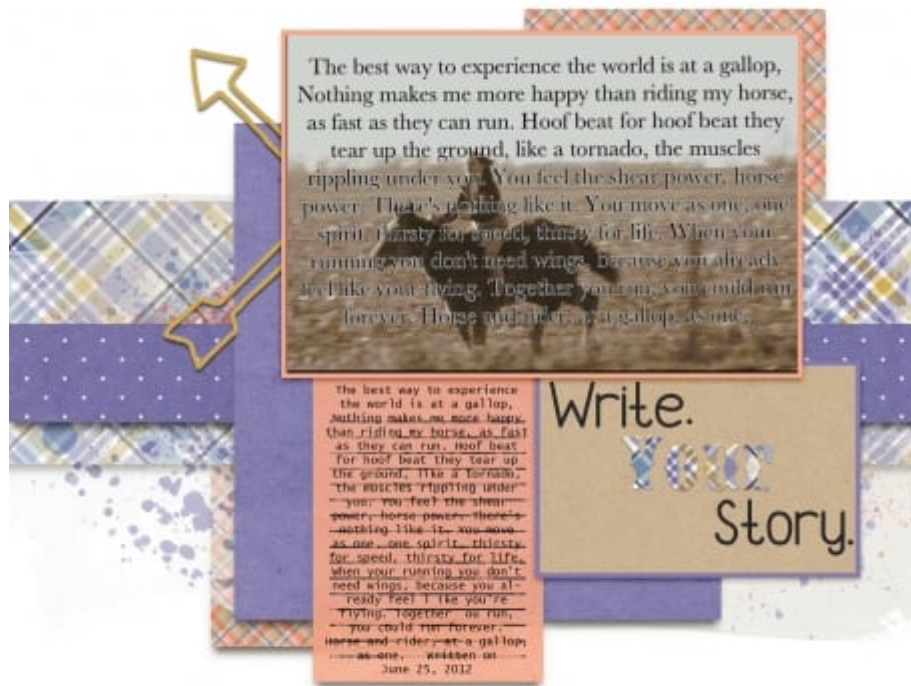 The best way to experience the world is at a gallop,
Nothing makes me more happy than riding my horse,
as fast as they can run. Hoof beat for hoof beat they
tear up the ground, like a tornado, the muscles
rippling under you. You feel the shear power, horse
power. There's nothing like it. You move as one, one
spirit, thirsty for speed, thirsty for life. When your
running you don't need wings, because you already
feel like your flying. Together you run, you could run
forever. Horse and rider, at a gallop, as one.
The best way to experience
the world is at a gallop,
Nothing makes me more happy
than riding my horse, as fast
as they can run. Hoof beat
for hoof beat they tear up
the ground, like a tornado,
the muscles rippling under
you. You feel the shear
power, horse power. There's
nothing like it. You move
as one, one spirit, thirsty
for speed, thirsty for life,
when your running you don't
need wings, because you al-
ready feel l like you're
flying. Together ou run,
you could run forever.
Horse and rider, at a gallop,
as one. written on
June 25, 2012
Write.
Your
Story.